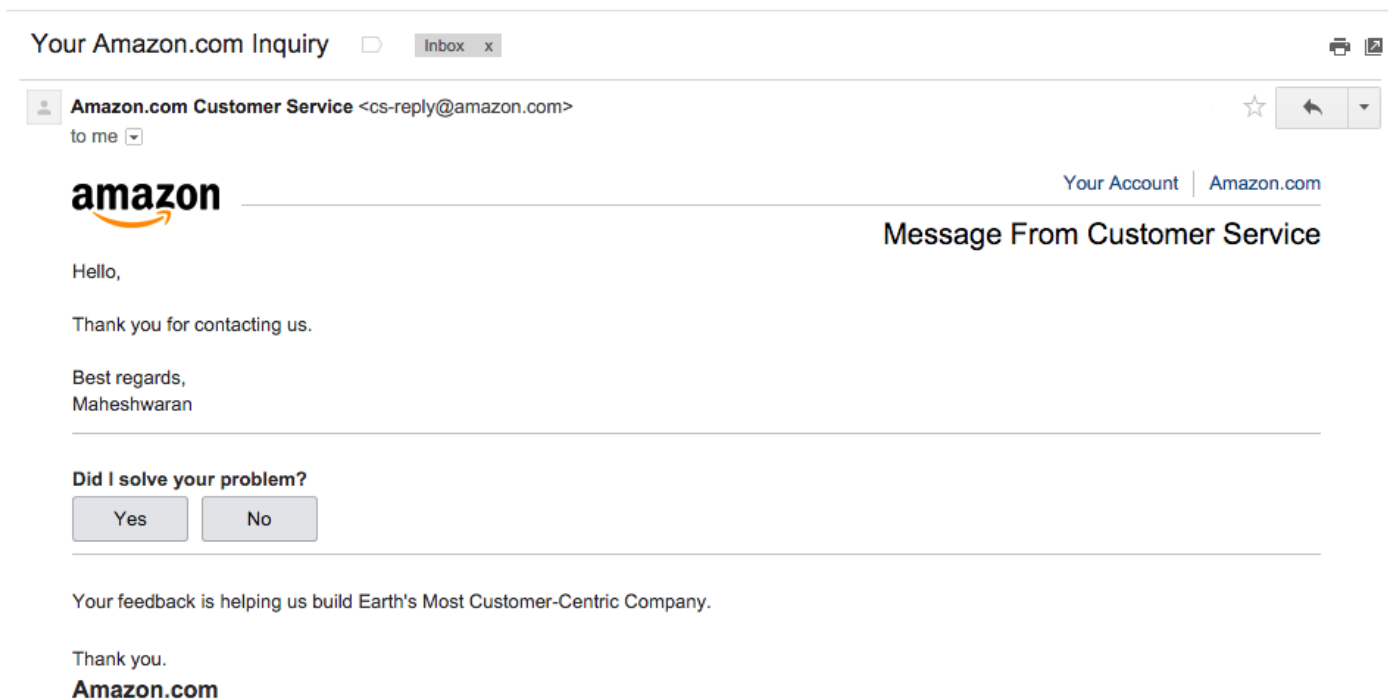 Your Amazon.com Inquiry Inbox x
Amazon.com Customer Service <cs-reply@amazon.com>
to me
amazon
Your Account Amazon.com
Message From Customer Service
Hello,
Thank you for contacting us.
Best regards,
Maheshwaran
Did I solve your problem?
Yes No
Your feedback is helping us build Earth's Most Customer-Centric Company.
Thank you.
Amazon.com